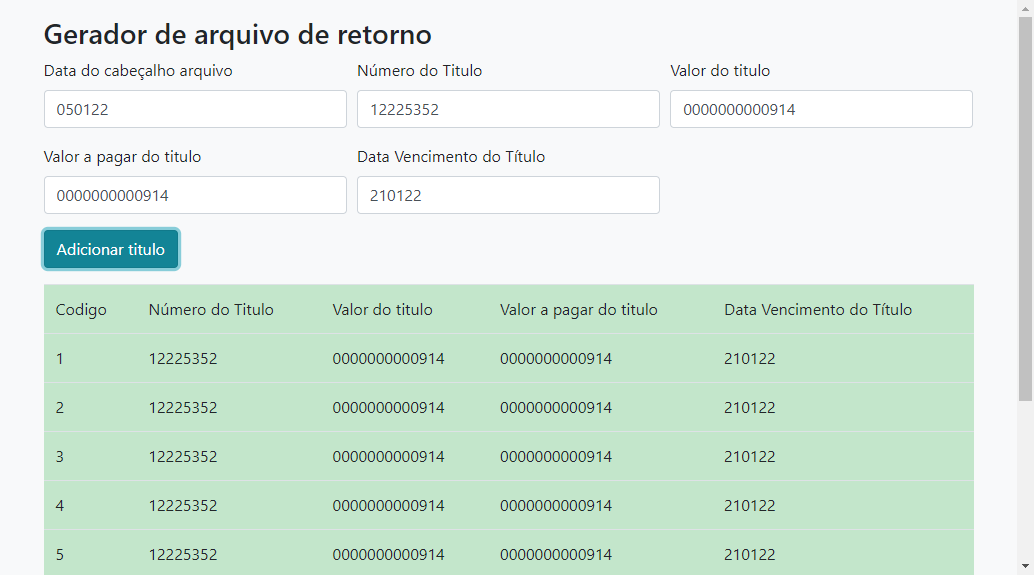 Gerador de arquivo de retorno
Data do cabeçalho arquivo Número do Titulo Valor do titulo
050122 12225352 0000000000914
Valor a pagar do titulo Data Vencimento do Título
0000000000914 210122
Adicionar titulo
Codigo Número do Titulo Valor do titulo Valor a pagar do titulo Data Vencimento do Título
1 12225352 0000000000914 0000000000914 210122
2 12225352 0000000000914 0000000000914 210122
3 12225352 0000000000914 0000000000914 210122
4 12225352 0000000000914 0000000000914 210122
5 12225352 0000000000914 0000000000914 210122